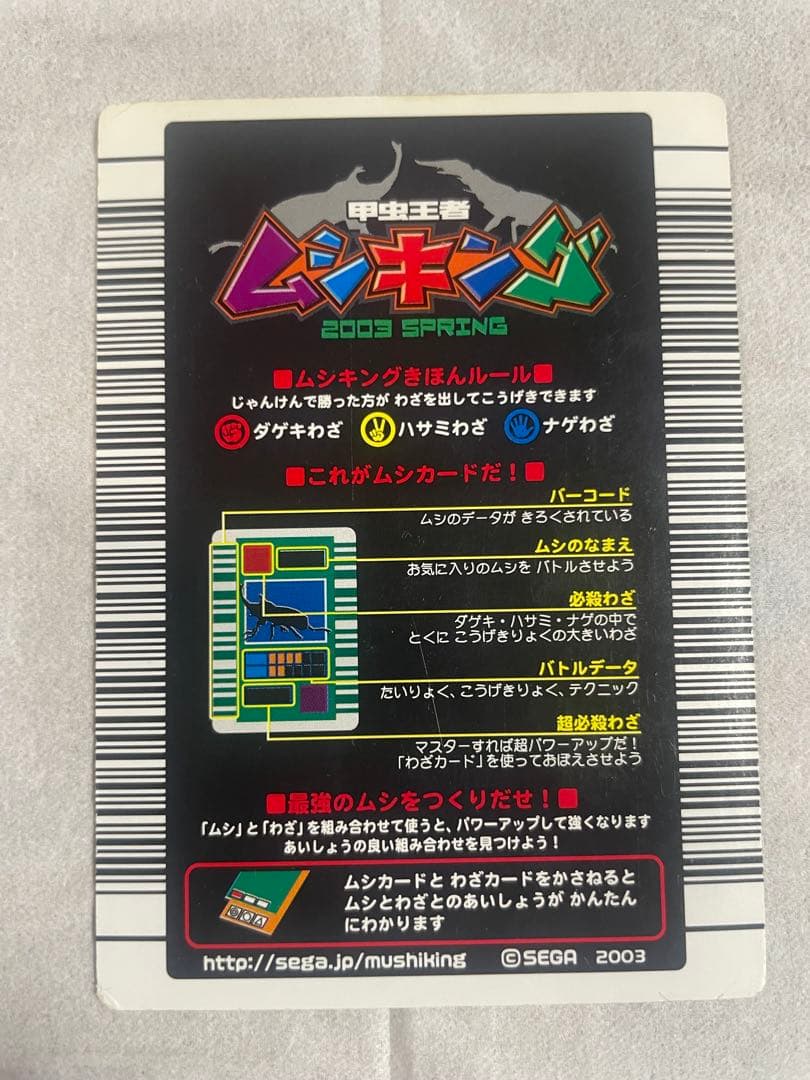 甲虫王者
ムシキング
2003 SPRING
■ムシキングきほんルール■
じゃんけんで勝った方が わざを出してこうげきできます
ダゲキわざ ハサミわざ ナゲわざ
■これがムシカードだ!■
バーコード
ムシのデータが きろくされている
ムシのなまえ
お気に入りのムシを バトルさせよう
必殺わざ
ダゲキ・ハサミ・ナゲの中で
とくに こうげきりょくの大きいわざ
バトルデータ
たいりょく、こうげきりょく、テクニック
超必殺わざ
マスターすれば超パワーアップだ!
「わざカード」を使っておぼえさせよう
■最強のムシをつくりだせ!■
「ムシ」と「わざ」を組み合わせて使うと、パワーアップして強くなります
あいしょうの良い組み合わせを見つけよう!
ムシカードと わざカードをかさねると
ムシとわざとのあいしょうが かんたん
にわかります
http://sega.jp/mushiking ©SEGA 2003